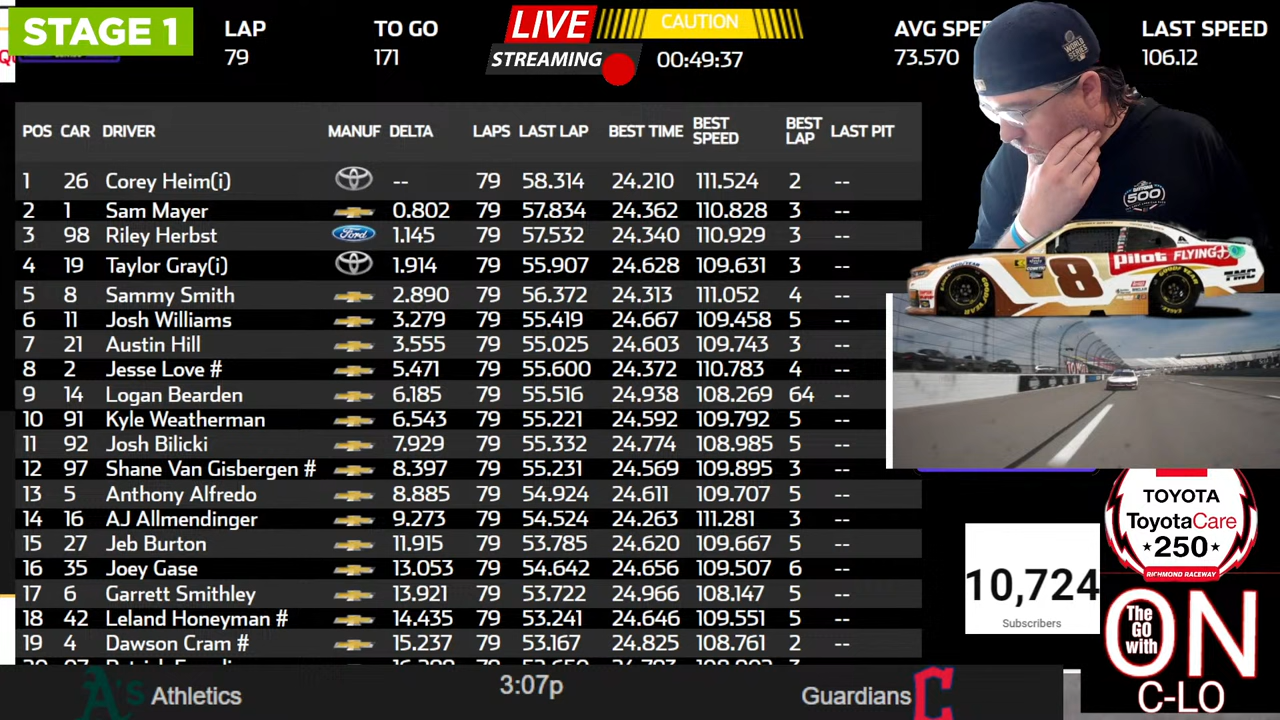 STAGE 1
LAP
79
TO GO
171
LIVE
STREAMING
CAUTION
00:49:37
AVG SPE
73.570
LAST SPEED
106.12
POS CAR DRIVER MANUF DELTA LAPS LAST LAP BEST TIME BEST SPEED BEST LAP LAST PIT
1 26 Corey Heim(i) -- 79 58.314 24.210 111.524 2 --
2 1 Sam Mayer 0.802 79 57.834 24.362 110.828 3 --
3 98 Riley Herbst Ford 1.145 79 57.532 24.340 110.929 3 --
4 19 Taylor Gray(i) 1.914 79 55.907 24.628 109.631 3 --
5 8 Sammy Smith 2.890 79 56.372 24.313 111.052 4 --
6 11 Josh Williams 3.279 79 55.419 24.667 109.458 5 --
7 21 Austin Hill 3.555 79 55.025 24.603 109.743 3 --
8 2 Jesse Love # 5.471 79 55.600 24.372 110.783 4 --
9 14 Logan Bearden 6.185 79 55.516 24.938 108.269 64 --
10 91 Kyle Weatherman 6.543 79 55.221 24.592 109.792 5 --
11 92 Josh Bilicki 7.929 79 55.332 24.774 108.985 5 --
12 97 Shane Van Gisbergen # 8.397 79 55.231 24.569 109.895 3 --
13 5 Anthony Alfredo 8.885 79 54.924 24.611 109.707 5 --
14 16 AJ Allmendinger 9.273 79 54.524 24.263 111.281 3 --
15 27 Jeb Burton 11.915 79 53.785 24.620 109.667 5 --
16 35 Joey Gase 13.053 79 54.642 24.656 109.507 6 --
17 6 Garrett Smithley 13.921 79 53.722 24.966 108.147 5 --
18 42 Leland Honeyman # 14.435 79 53.241 24.646 109.551 5 --
19 4 Dawson Cram # 15.237 79 53.167 24.825 108.761 2 --
WORLD SERIES
DAYTONA
500
8
Pilot FLYING J
TMC
GOODYEAR
TOYOTA
ToyotaCare
250
RICHMOND RACEWAY
10,724
Subscribers
The GO with
ON
C-LO
A's Athletics
3:07p
Guardians C